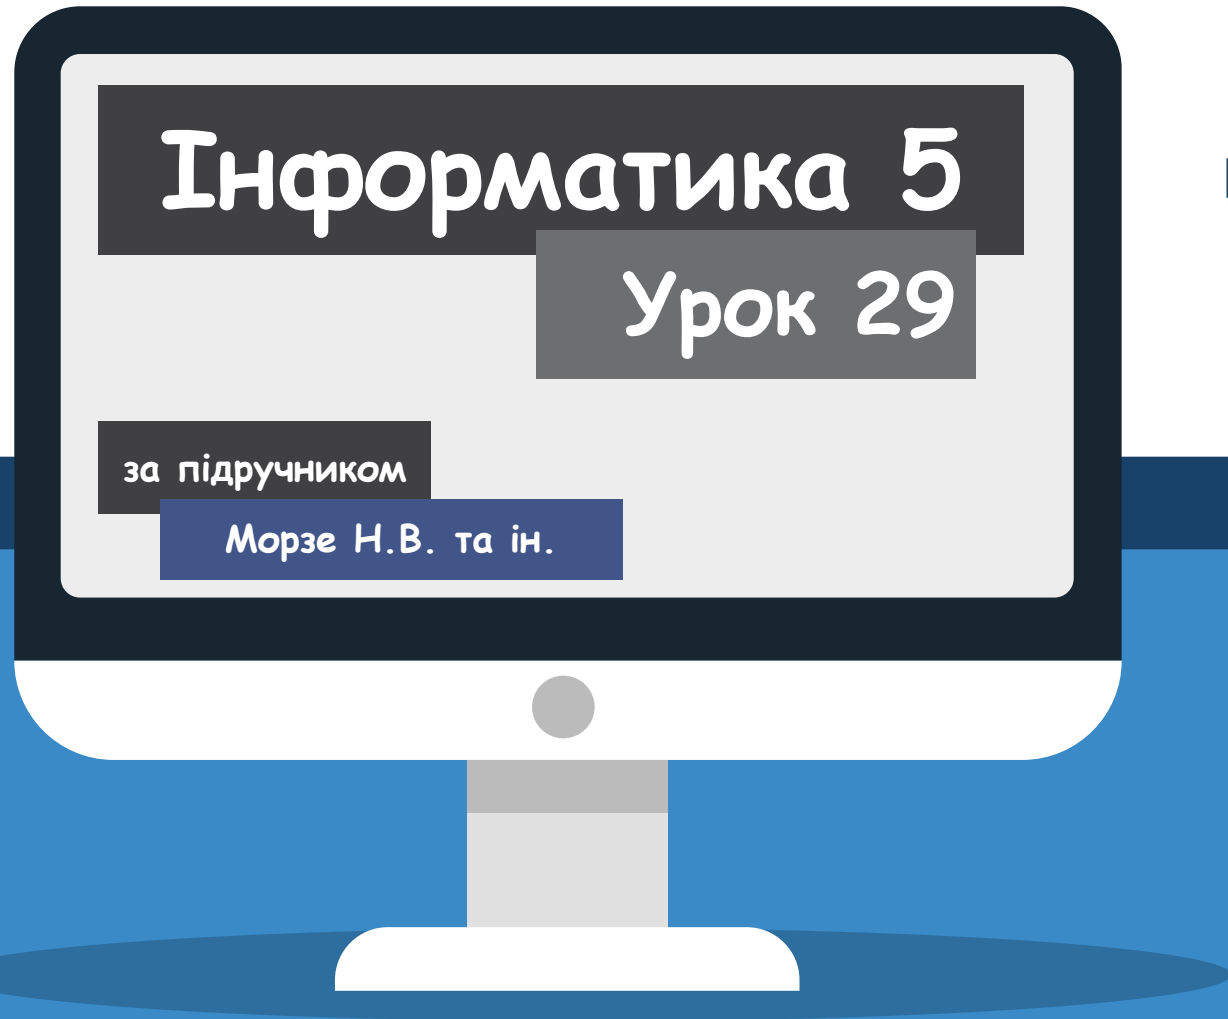 Інформатика 5
Урок 29
за підручником
Морзе Н.В. та ін.